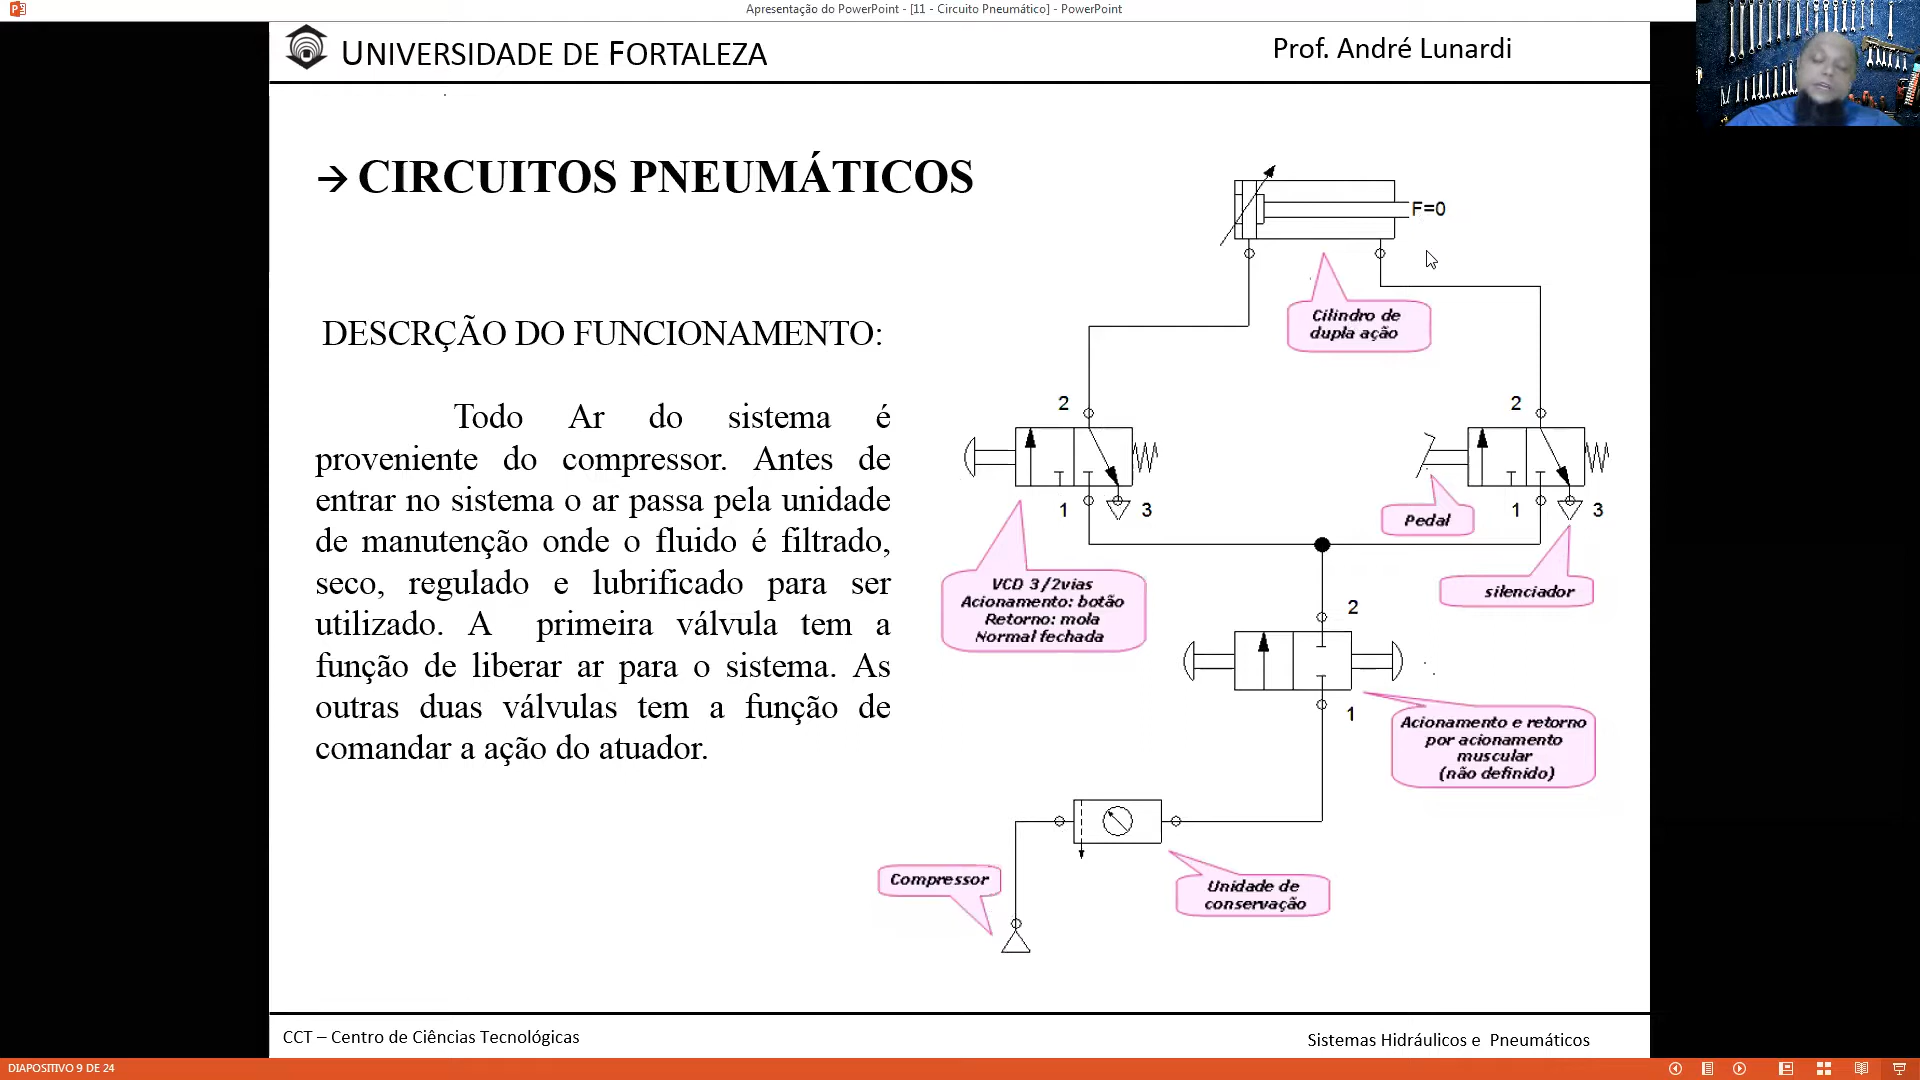 Apresentação do PowerPoint - [11 - Circuito Pneumático] - PowerPoint
UNIVERSIDADE DE FORTALEZA
Prof. André Lunardi
→ CIRCUITOS PNEUMÁTICOS
DESCRÇÃO DO FUNCIONAMENTO:
Todo Ar do sistema é
proveniente do compressor. Antes de
entrar no sistema o ar passa pela unidade
de manutenção onde o fluido é filtrado,
seco, regulado e lubrificado para ser
utilizado. A primeira válvula tem a
função de liberar ar para o sistema. As
outras duas válvulas tem a função de
comandar a ação do atuador.
F=0
Cilindro de
dupla ação
2
2
1
3
1
3
Pedal
VCD 3/2vias
Acionamento: botão
Retorno: mola
Normal fechada
silenciador
2
1
Acionamento e retorno
por acionamento
muscular
(não definido)
Compressor
Unidade de
conservação
CCT – Centro de Ciências Tecnológicas
Sistemas Hidráulicos e Pneumáticos
DIAPOSITIVO 9 DE 24